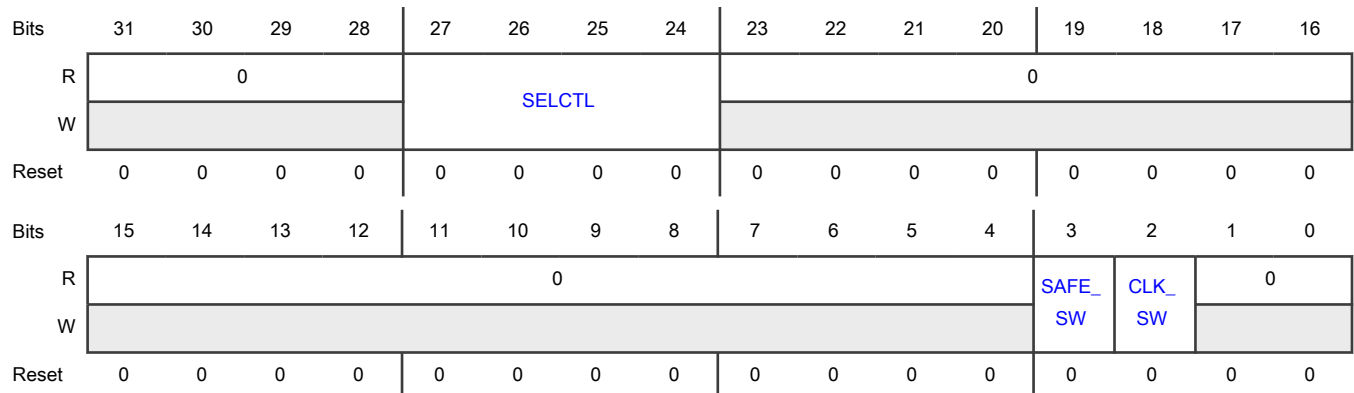 Bits 31 30 29 28 27 26 25 24 23 22 21 20 19 18 17 16
R 0 SELCTL 0
W
Reset 0 0 0 0 0 0 0 0 0 0 0 0 0 0 0 0
Bits 15 14 13 12 11 10 9 8 7 6 5 4 3 2 1 0
R 0 SAFE_ CLK_ 0
W SW SW
Reset 0 0 0 0 0 0 0 0 0 0 0 0 0 0 0 0